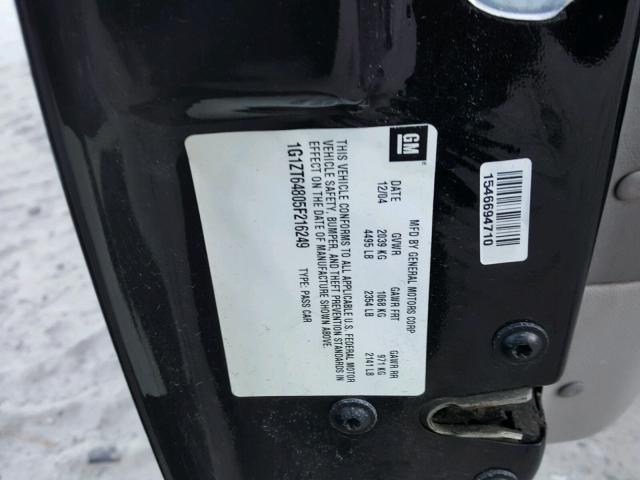 1546694710
GM
MFD BY GENERAL MOTORS CORP
DATE GVWR GAWG FRT GAWR RR
12/04 2039 KG 1068 KG 971 KG
4495 LB 2354 LB 2141 LB
THIS VEHICLE CONFORMS TO ALL APPLICABLE U.S. FEDERAL MOTOR
VEHICLE SAFETY, BUMPER, AND THEFT PREVENTION STANDARDS IN
EFFECT ON THE DATE OF MANUFACTURE SHOWN ABOVE.
1G1ZT64805F216249 TYPE: PASS CAR